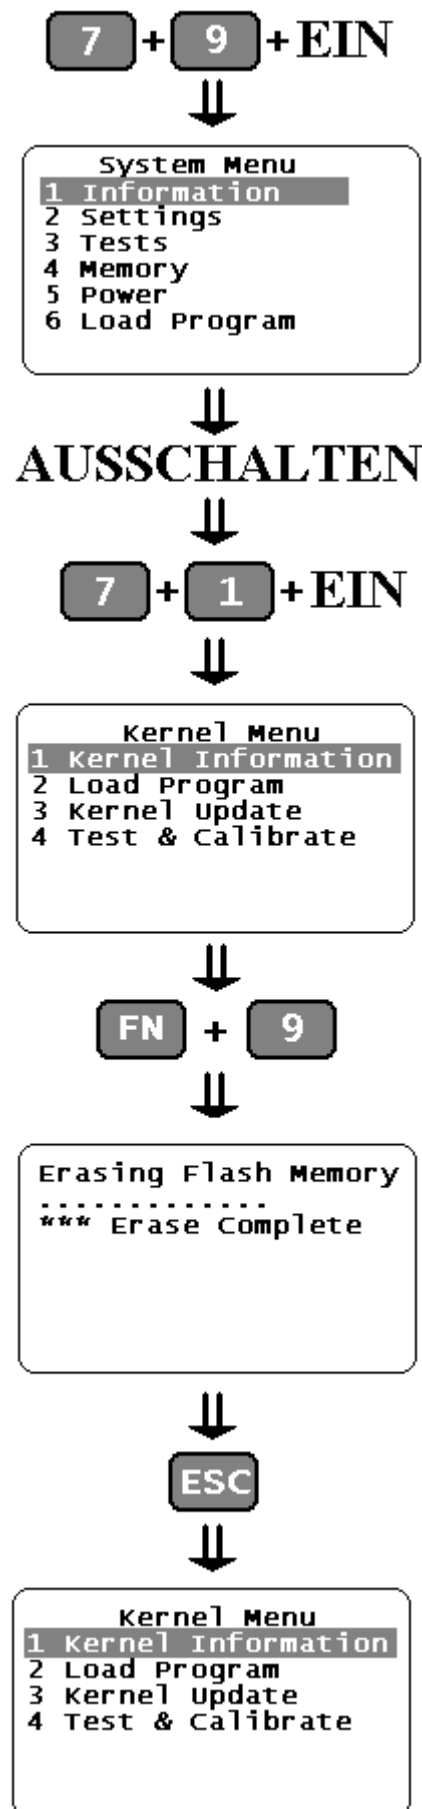 7 + 9 + EIN
System Menu
1 Information
2 Settings
3 Tests
4 Memory
5 Power
6 Load Program
AUSSCHALTEN
7 + 1 + EIN
Kernel Menu
1 Kernel Information
2 Load Program
3 Kernel Update
4 Test & Calibrate
FN + 9
Erasing Flash Memory
.............
*** Erase Complete
ESC
Kernel Menu
1 Kernel Information
2 Load Program
3 Kernel Update
4 Test & Calibrate